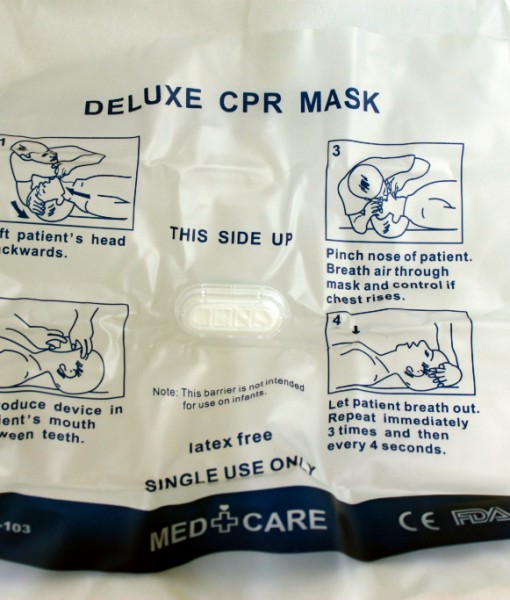 DELUXE CPR MASK
1
ft patient's head
ckwards.
THIS SIDE UP
3
Pinch nose of patient.
Breath air through
mask and control if
chest rises.
oduce device in
ient's mouth
ween teeth.
Note: This barrier is not intended
for use on infants.
latex free
SINGLE USE ONLY
4
Let patient breath out.
Repeat immediately
3 times and then
every 4 seconds.
-103
MED CARE
CE FDA